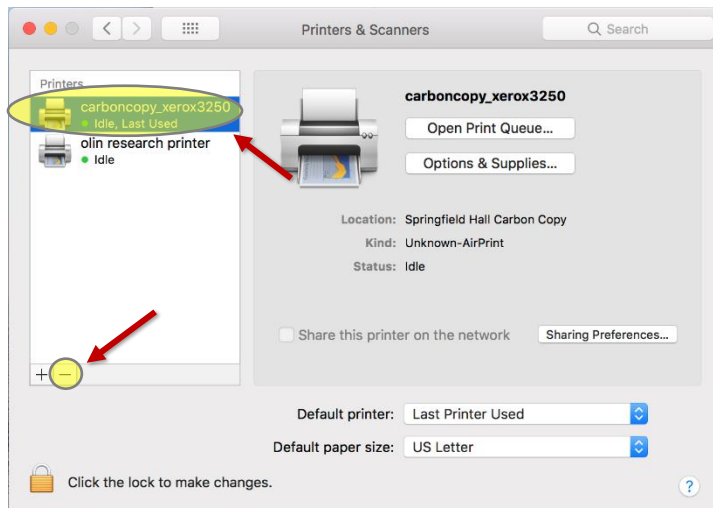 Printers & Scanners
Search
Printers
carboncopy_xerox3250
Idle, Last Used
olin research printer
Idle
carboncopy_xerox3250
Open Print Queue...
Options & Supplies...
Location: Springfield Hall Carbon Copy
Kind: Unknown-AirPrint
Status: Idle
Share this printer on the network
Sharing Preferences...
+ −
Default printer: Last Printer Used
Default paper size: US Letter
Click the lock to make changes.
?